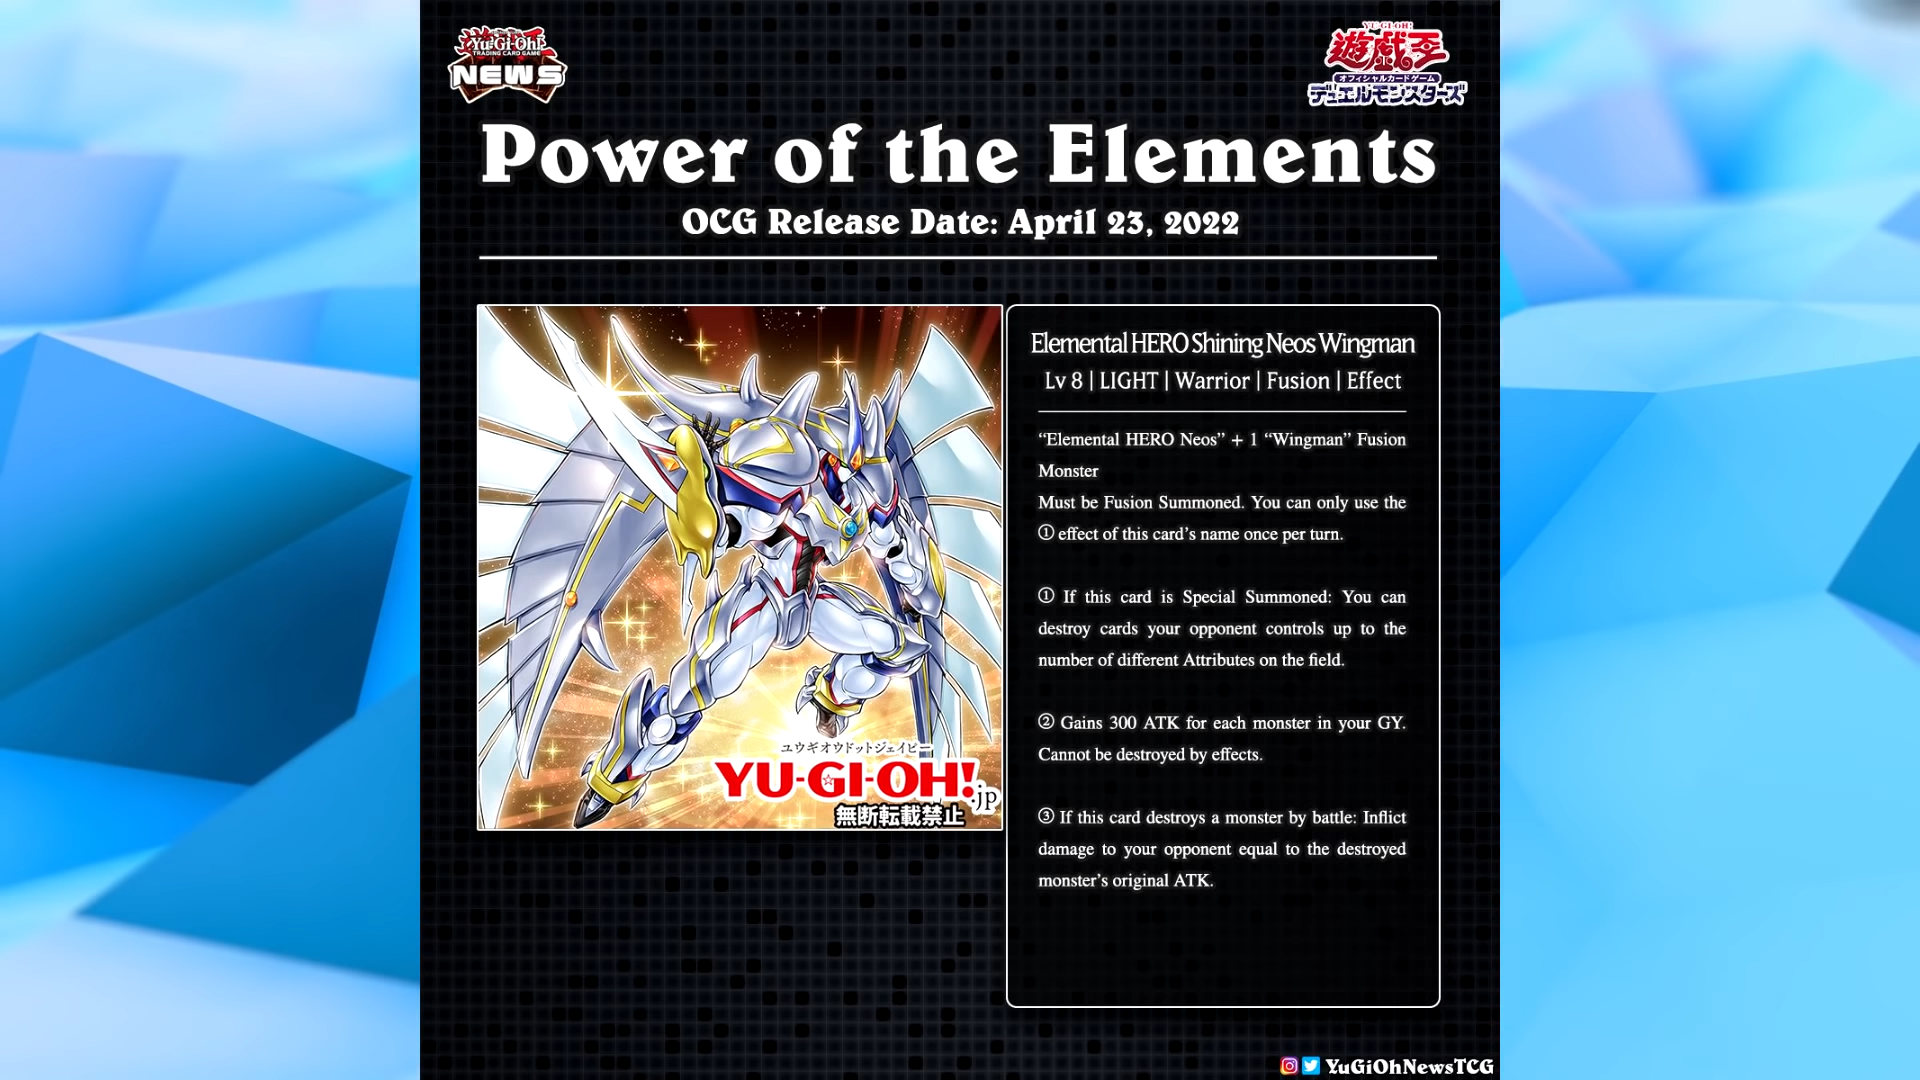 Yu-Gi-Oh!
TRADING CARD GAME
NEWS
YU-GI-OH!
遊戯王
オフィシャルカードゲーム
デュエルモンスターズ
Power of the Elements
OCG Release Date: April 23, 2022
ユウギオウドットジェイピー
YU-GI-OH!.jp
無断転載禁止
Elemental HERO Shining Neos Wingman
Lv 8 | LIGHT | Warrior | Fusion | Effect
“Elemental HERO Neos” + 1 “Wingman” Fusion
Monster
Must be Fusion Summoned. You can only use the
① effect of this card’s name once per turn.
① If this card is Special Summoned: You can
destroy cards your opponent controls up to the
number of different Attributes on the field.
② Gains 300 ATK for each monster in your GY.
Cannot be destroyed by effects.
③ If this card destroys a monster by battle: Inflict
damage to your opponent equal to the destroyed
monster’s original ATK.
YuGiOhNewsTCG